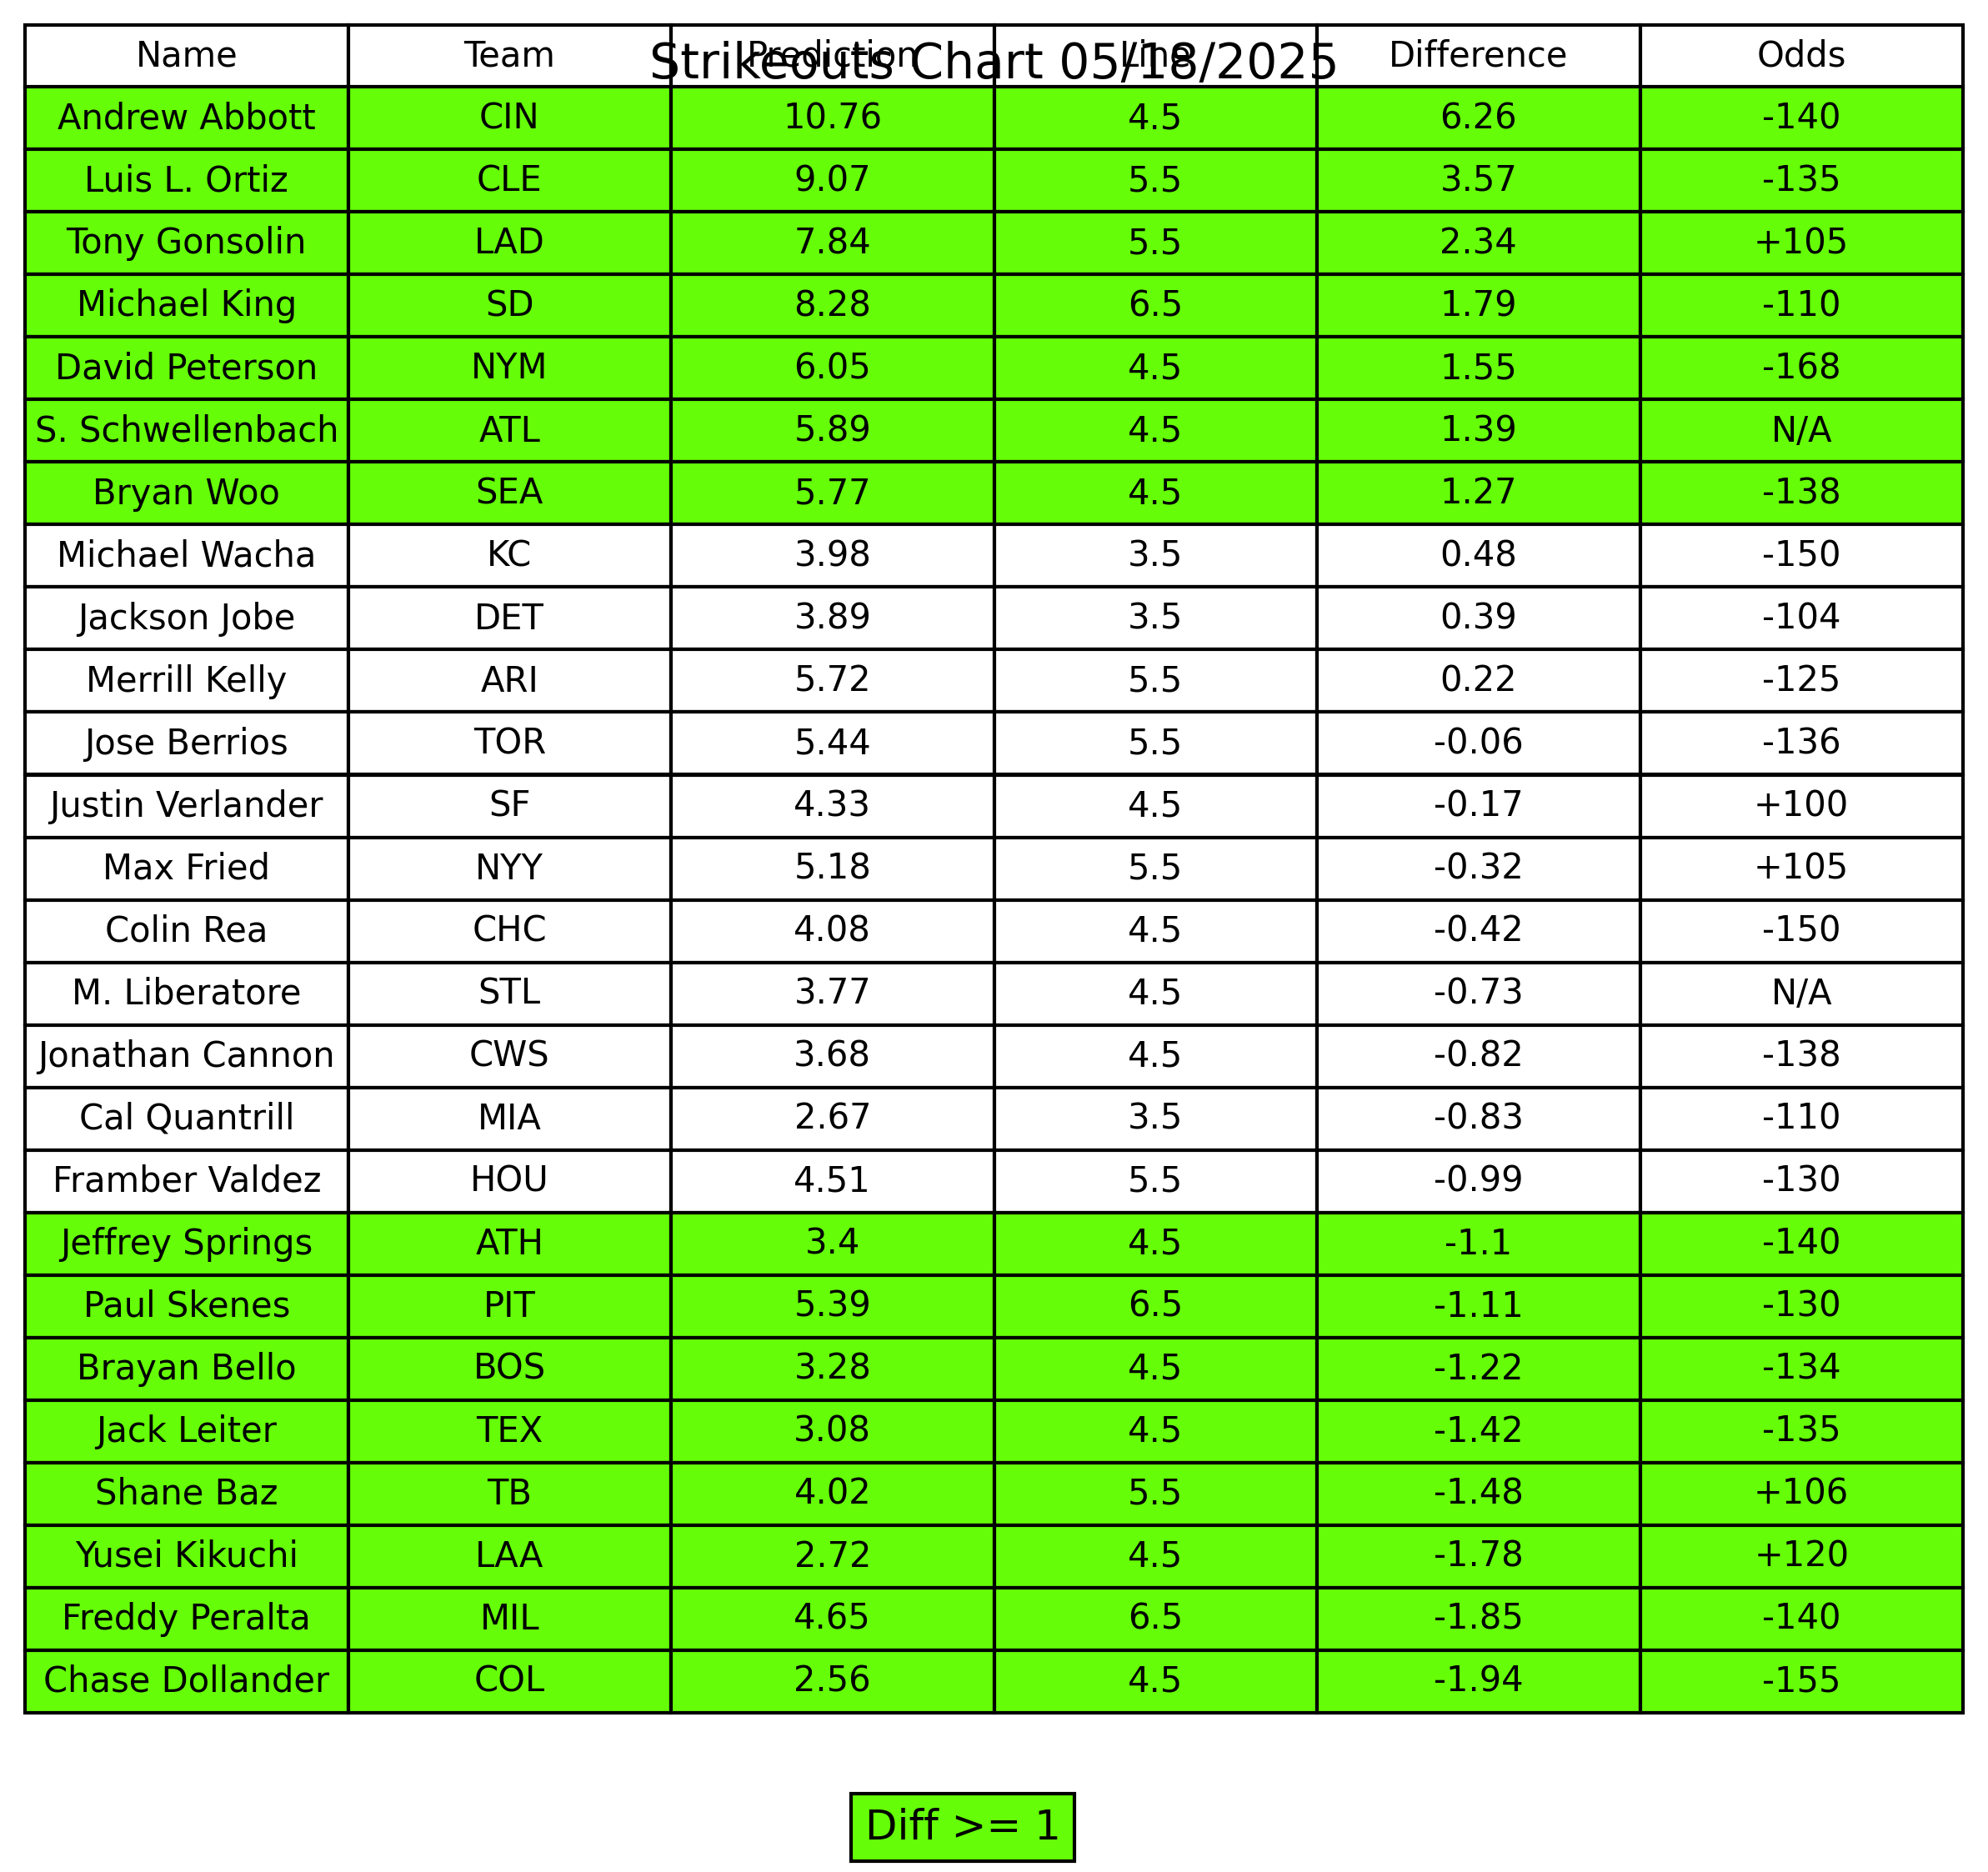 Strikeouts Chart 05/18/2025
Name Team Prediction Line Difference Odds
Andrew Abbott CIN 10.76 4.5 6.26 -140
Luis L. Ortiz CLE 9.07 5.5 3.57 -135
Tony Gonsolin LAD 7.84 5.5 2.34 +105
Michael King SD 8.28 6.5 1.79 -110
David Peterson NYM 6.05 4.5 1.55 -168
S. Schwellenbach ATL 5.89 4.5 1.39 N/A
Bryan Woo SEA 5.77 4.5 1.27 -138
Michael Wacha KC 3.98 3.5 0.48 -150
Jackson Jobe DET 3.89 3.5 0.39 -104
Merrill Kelly ARI 5.72 5.5 0.22 -125
Jose Berrios TOR 5.44 5.5 -0.06 -136
Justin Verlander SF 4.33 4.5 -0.17 +100
Max Fried NYY 5.18 5.5 -0.32 +105
Colin Rea CHC 4.08 4.5 -0.42 -150
M. Liberatore STL 3.77 4.5 -0.73 N/A
Jonathan Cannon CWS 3.68 4.5 -0.82 -138
Cal Quantrill MIA 2.67 3.5 -0.83 -110
Framber Valdez HOU 4.51 5.5 -0.99 -130
Jeffrey Springs ATH 3.4 4.5 -1.1 -140
Paul Skenes PIT 5.39 6.5 -1.11 -130
Brayan Bello BOS 3.28 4.5 -1.22 -134
Jack Leiter TEX 3.08 4.5 -1.42 -135
Shane Baz TB 4.02 5.5 -1.48 +106
Yusei Kikuchi LAA 2.72 4.5 -1.78 +120
Freddy Peralta MIL 4.65 6.5 -1.85 -140
Chase Dollander COL 2.56 4.5 -1.94 -155
Diff >= 1